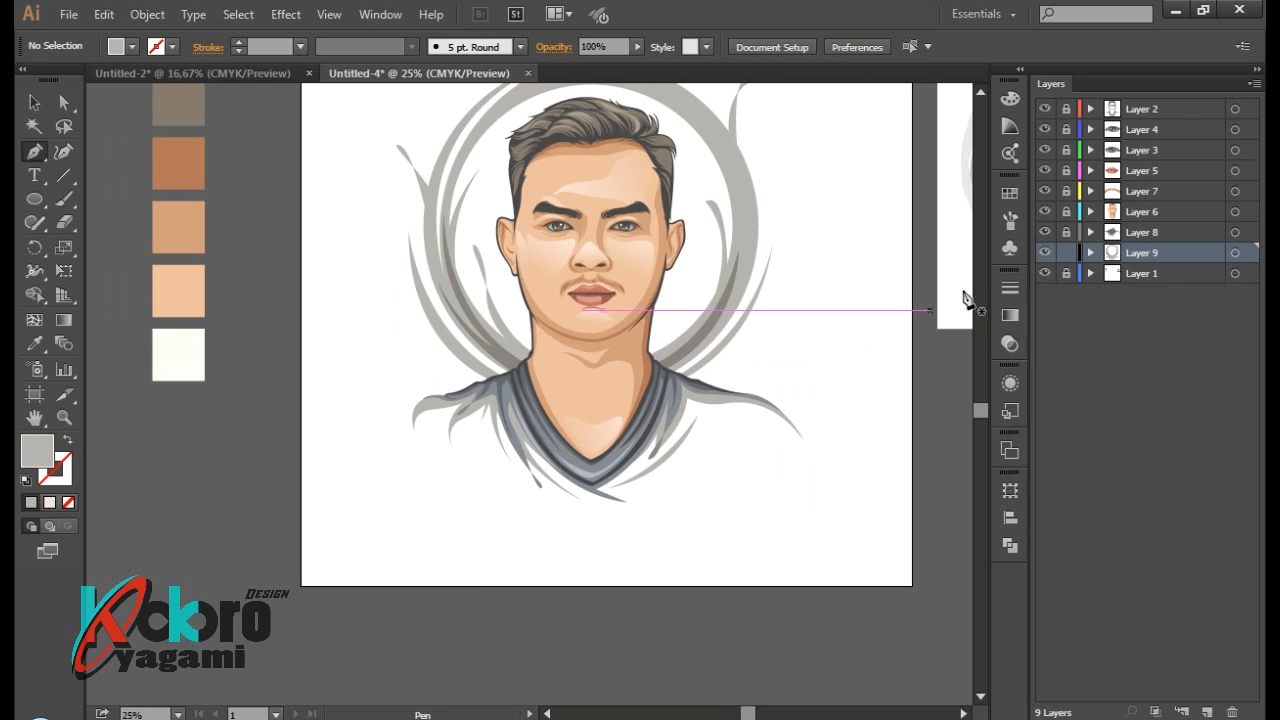 Ai File Edit Object Type Select Effect View Window Help Br St Essentials
No Selection Stroke: 5 pt. Round Opacity: 100% Style: Document Setup Preferences
Untitled-2* @ 16,67% (CMYK/Preview) × Untitled-4* @ 25% (CMYK/Preview) ×
Layers
Layer 2
Layer 4
Layer 3
Layer 5
Layer 7
Layer 6
Layer 8
Layer 9
Layer 1
Design
Kokoro
yagami
25% 1 Pen 9 Layers